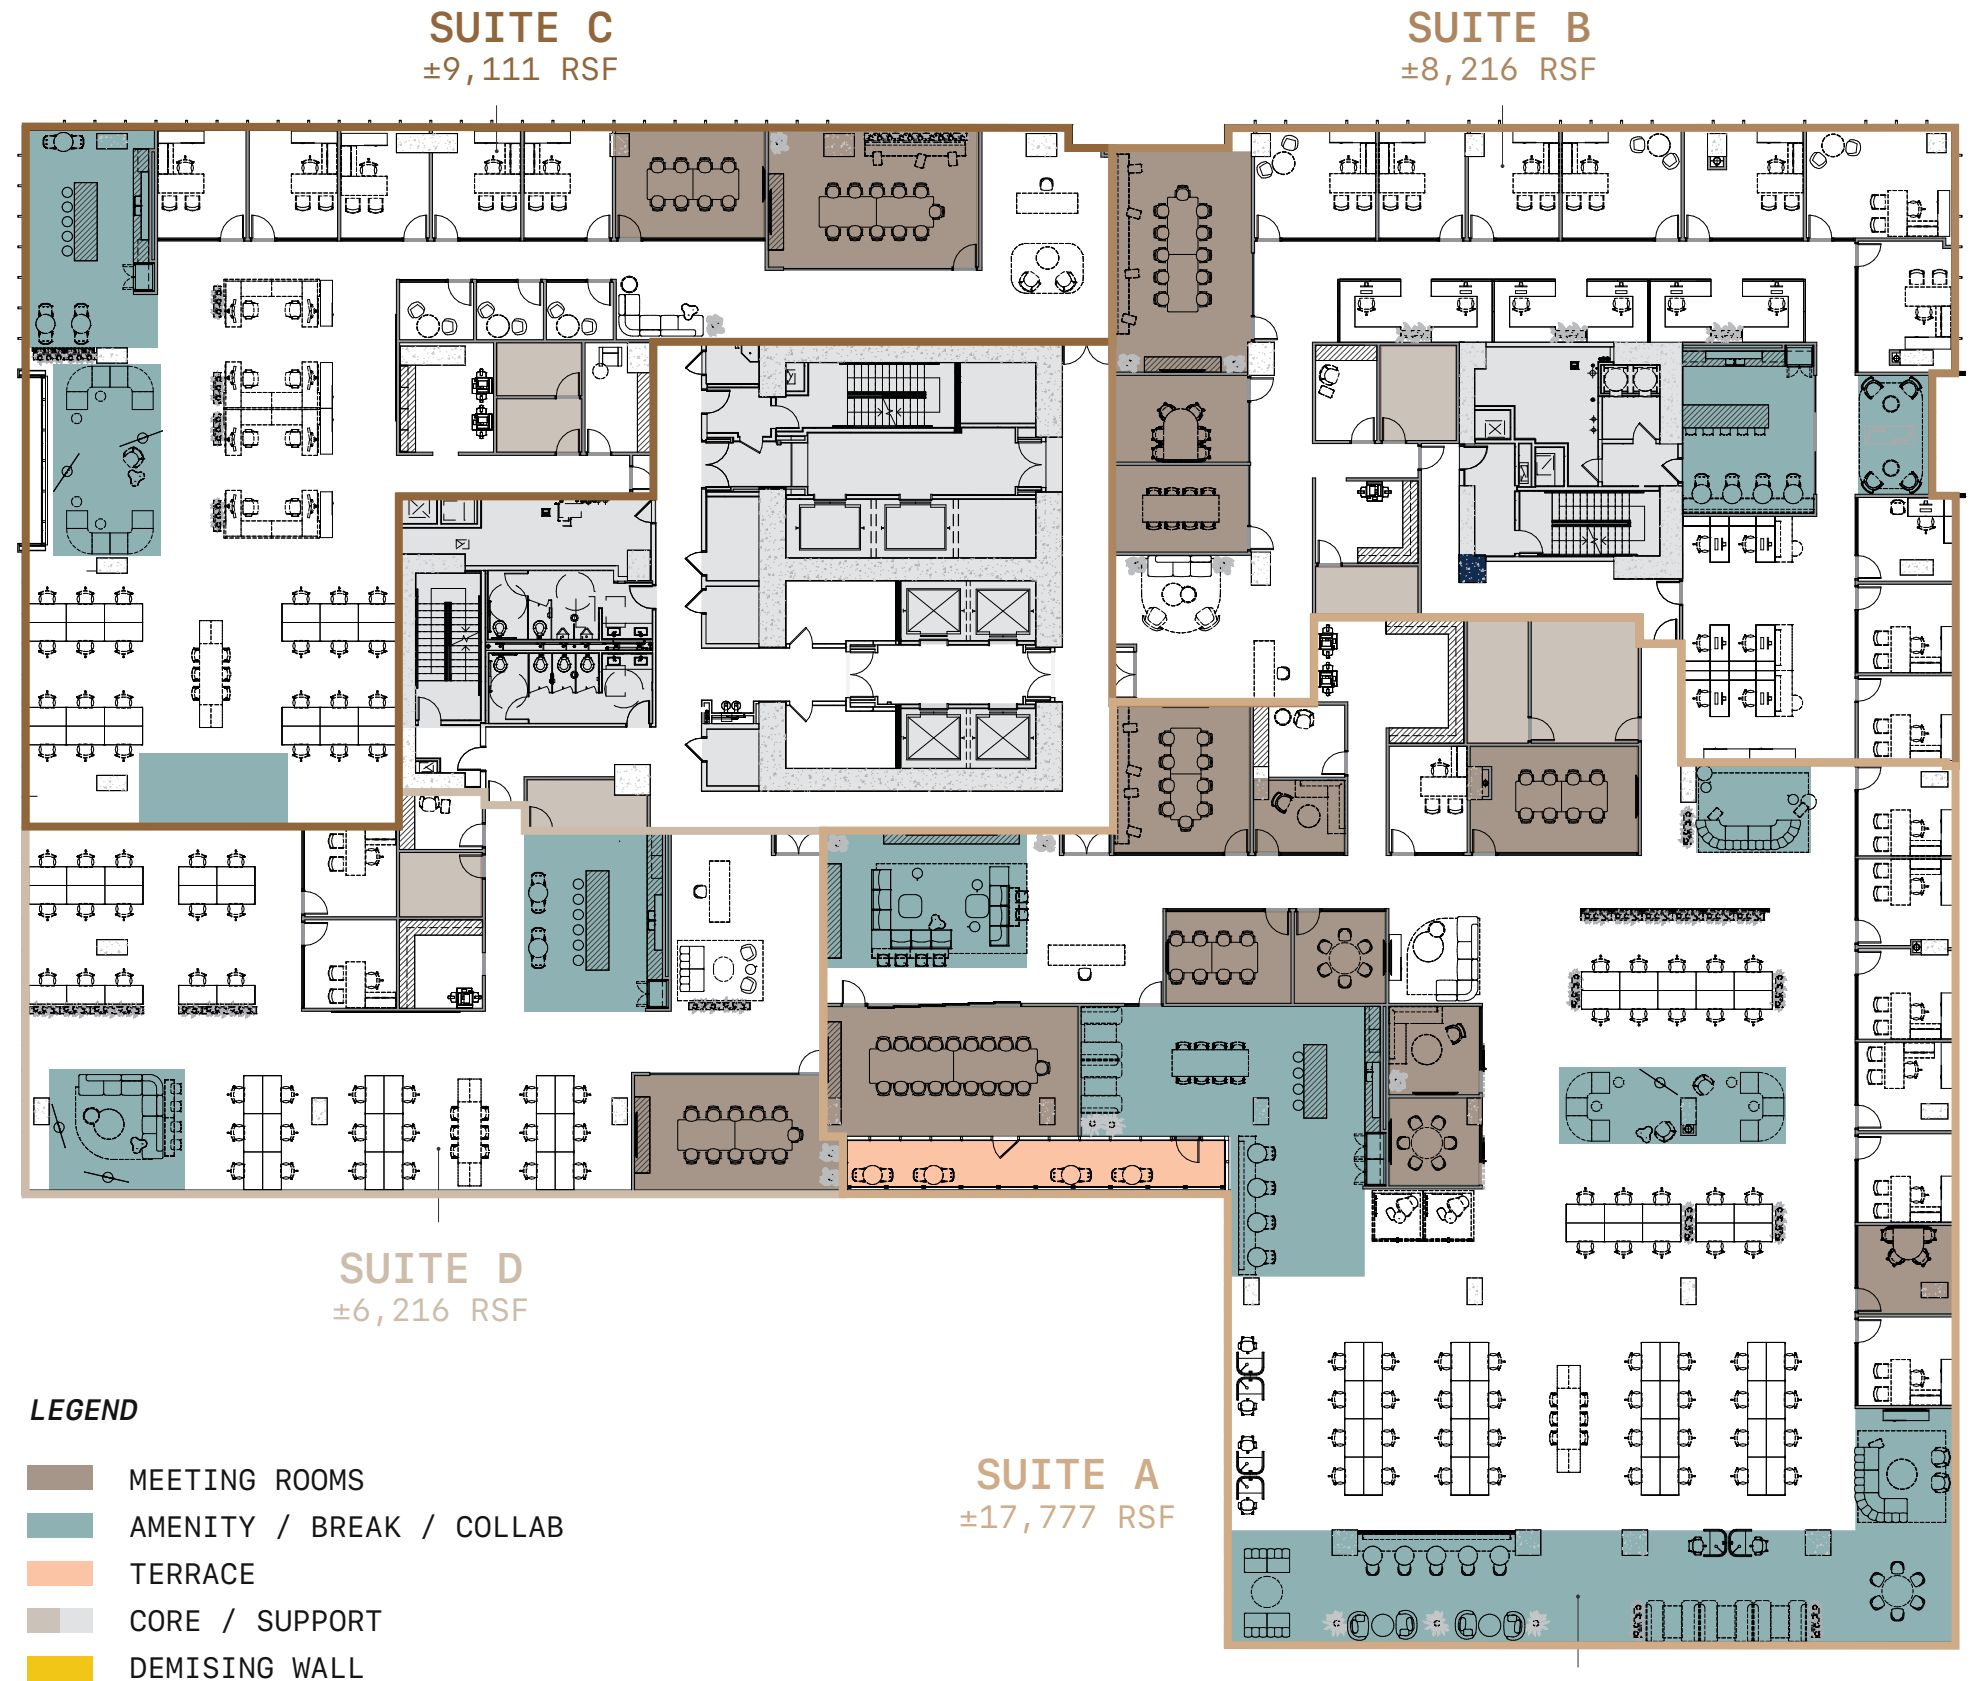 SUITE C
±9,111 RSF
SUITE B
±8,216 RSF
SUITE D
±6,216 RSF
SUITE A
±17,777 RSF
LEGEND
MEETING ROOMS
AMENITY / BREAK / COLLAB
TERRACE
CORE / SUPPORT
DEMISING WALL